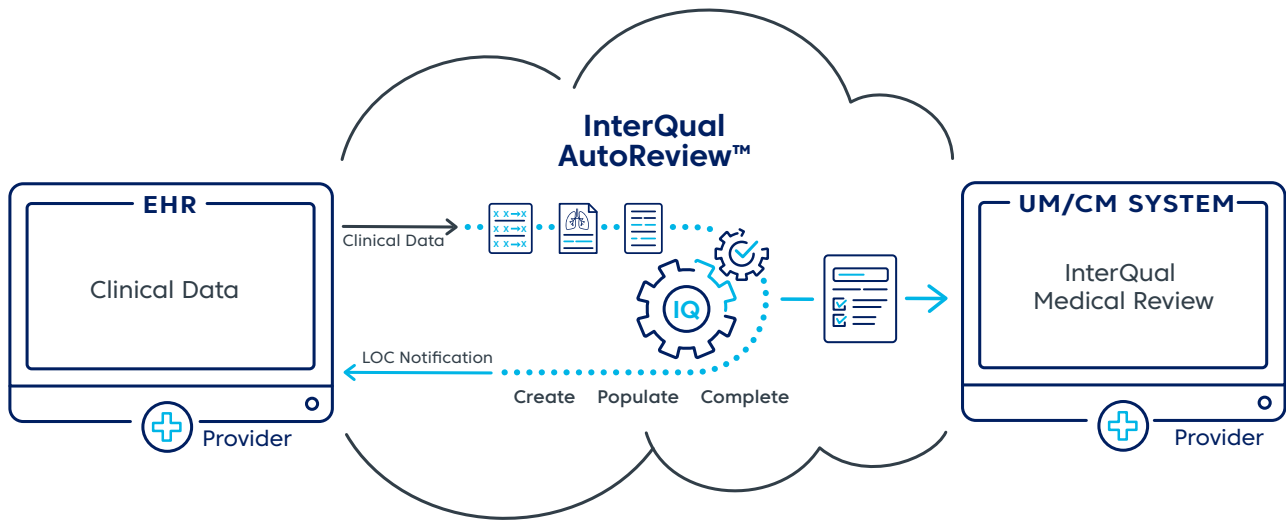 InterQual
AutoReview™
EHR
Clinical Data
Provider
Clinical Data
x x→x
x x→x
x x→x
IQ
LOC Notification
Create Populate Complete
UM/CM SYSTEM
InterQual
Medical Review
Provider